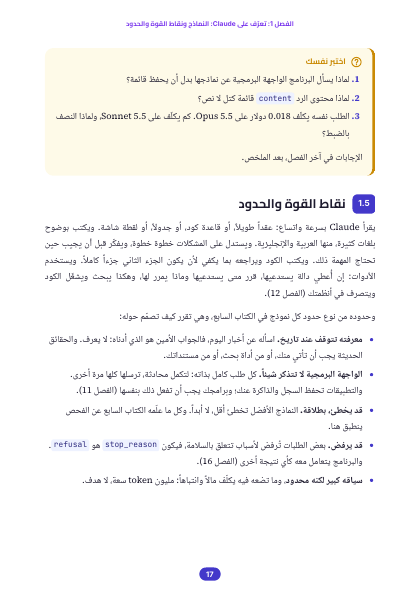 الفصل 1: تعرّف على Claude: النماذج ونقاط القوة والحدود
اختبر نفسك
1. لماذا يسأل البرنامج الواجهة البرمجية عن نماذجها بدل أن يحفظ قائمة؟
2. لماذا محتوى الرد content قائمة كتل لا نص؟
3. الطلب نفسه يكلّف 0.018 دولار على Opus 5.5. كم يكلّف على Sonnet 5.5، ولماذا النصف
بالضبط؟
الإجابات في آخر الفصل، بعد الملخص.
1.5 نقاط القوة والحدود
يقرأ Claude بسرعة واتساع: عقداً طويلاً، أو قاعدة كود، أو جدولاً، أو لقطة شاشة. ويكتب بوضوح
بلغات كثيرة، منها العربية والإنجليزية. ويستدل على المشكلات خطوة خطوة، ويفكّر قبل أن يجيب حين
تحتاج المهمة ذلك. ويكتب الكود ويراجعه بما يكفي لأن يكون الجزء الثاني جزءاً كاملاً. ويستخدم
الأدوات: إن أُعطي دالة يستدعيها، قرر متى يستدعيها وماذا يمرر لها، وهكذا يبحث ويشغّل الكود
ويتصرف في أنظمتك (الفصل 12).
وحدوده من نوع حدود كل نموذج في الكتاب السابع، وهي تقرر كيف تصمّم حوله:
• معرفته تتوقف عند تاريخ. اسأله عن أخبار اليوم، فالجواب الأمين هو الذي أدناه: لا يعرف. والحقائق
الحديثة يجب أن تأتي منك، أو من أداة بحث، أو من مستنداتك.
• الواجهة البرمجية لا تتذكر شيئاً. كل طلب كامل بذاته: لتكمل محادثة، ترسلها كلها مرة أخرى.
والتطبيقات تحفظ السجل والذاكرة عنك؛ وبرامجك يجب أن تفعل ذلك بنفسها (الفصل 11).
• قد يخطئ، بطلاقة. النماذج الأفضل تخطئ أقل، لا أبداً. وكل ما علّمه الكتاب السابع عن الفحص
ينطبق هنا.
• قد يرفض. بعض الطلبات تُرفض لأسباب تتعلق بالسلامة، فيكون stop_reason هو refusal .
والبرنامج يتعامل معه كأي نتيجة أخرى (الفصل 16).
• سياقه كبير لكنه محدود. وما تضعه فيه يكلّف مالاً وانتباهاً: مليون token سعة، لا هدف.
17